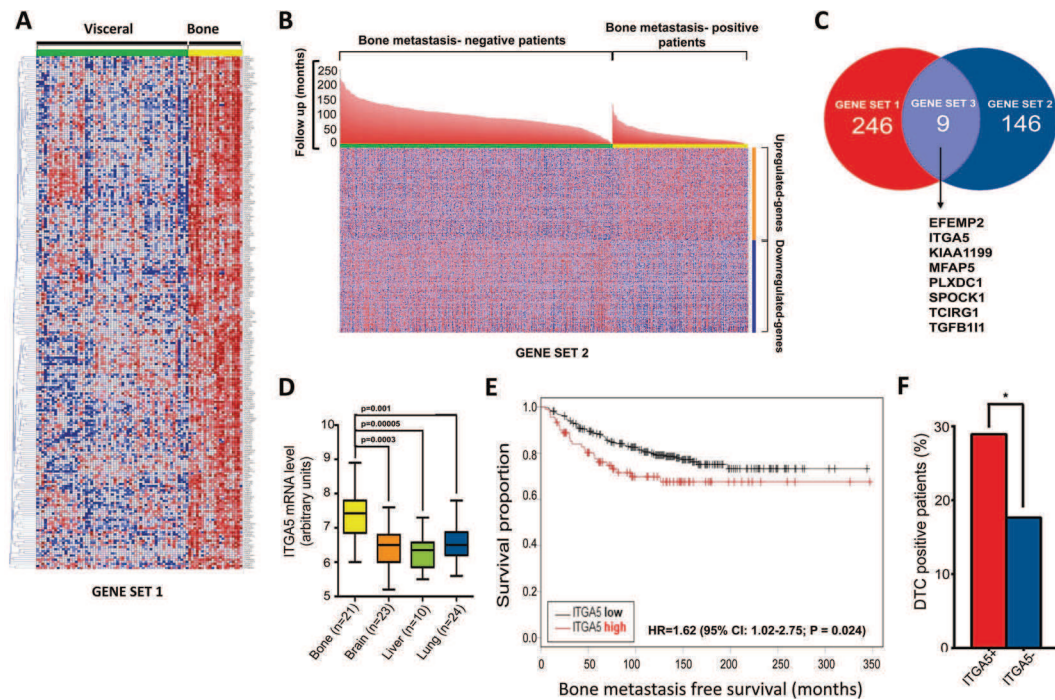 A
Visceral
Bone
GENE SET 1
B
Bone metastasis- negative patients
Bone metastasis- positive
patients
Follow up (months)
250
200
150
100
50
0
Upregulated-genes
Downregulated-genes
GENE SET 2
C
GENE SET 1
246
GENE SET 3
9
GENE SET 2
146
EFEMP2
ITGA5
KIAA1199
MFAP5
PLXDC1
SPOCK1
TCIRG1
TGFB1I1
D
p=0.001
p=0.00005
p=0.0003
ITGA5 mRNA level
(arbitrary units)
10
9
8
7
6
5
Bone (n=21)
Brain (n=23)
Liver (n=10)
Lung (n=24)
E
Survival proportion
1.0
0.8
0.6
0.4
0.2
0.0
ITGA5 low
ITGA5 high
HR=1.62 (95% CI: 1.02-2.75; P = 0.024)
0 50 100 150 200 250 300 350
Bone metastasis free survival (months)
F
*
DTC positive patients (%)
30
20
10
0
ITGA5+
ITGA5-